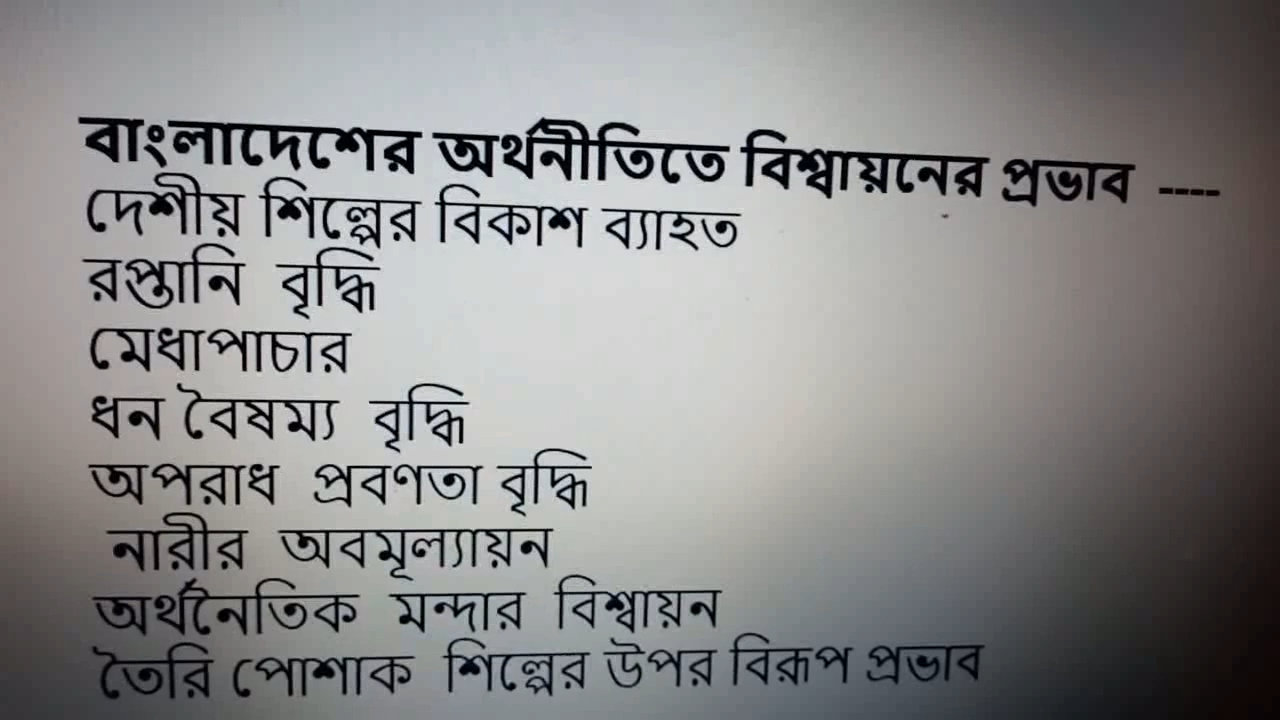 বাংলাদেশের অর্থনীতিতে বিশ্বায়নের প্রভাব ----
দেশীয় শিল্পের বিকাশ ব্যাহত
রপ্তানি বৃদ্ধি
মেধাপাচার
ধন বৈষম্য বৃদ্ধি
অপরাধ প্রবণতা বৃদ্ধি
নারীর অবমূল্যায়ন
অর্থনৈতিক মন্দার বিশ্বায়ন
তৈরি পোশাক শিল্পের উপর বিরূপ প্রভাব